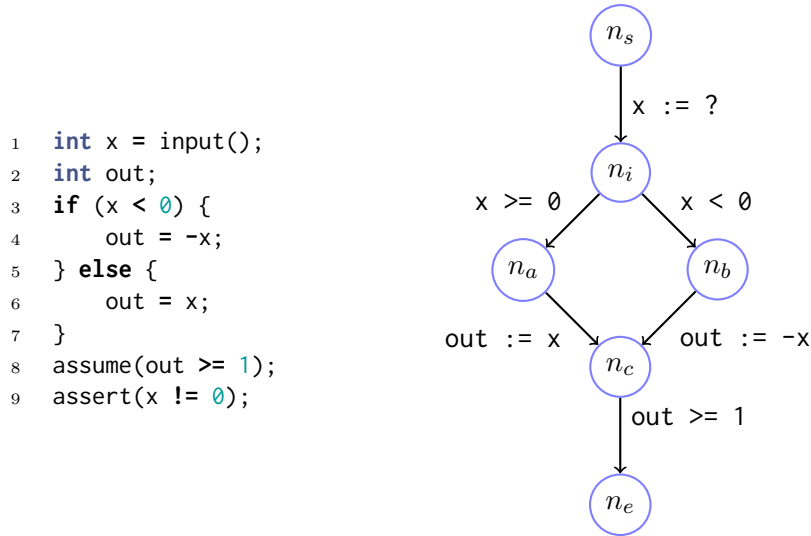 1 int x = input();
2 int out;
3 if (x < 0) {
4     out = -x;
5 } else {
6     out = x;
7 }
8 assume(out >= 1);
9 assert(x != 0);
n_s
x := ?
n_i
x >= 0
x < 0
n_a
n_b
out := x
out := -x
n_c
out >= 1
n_e